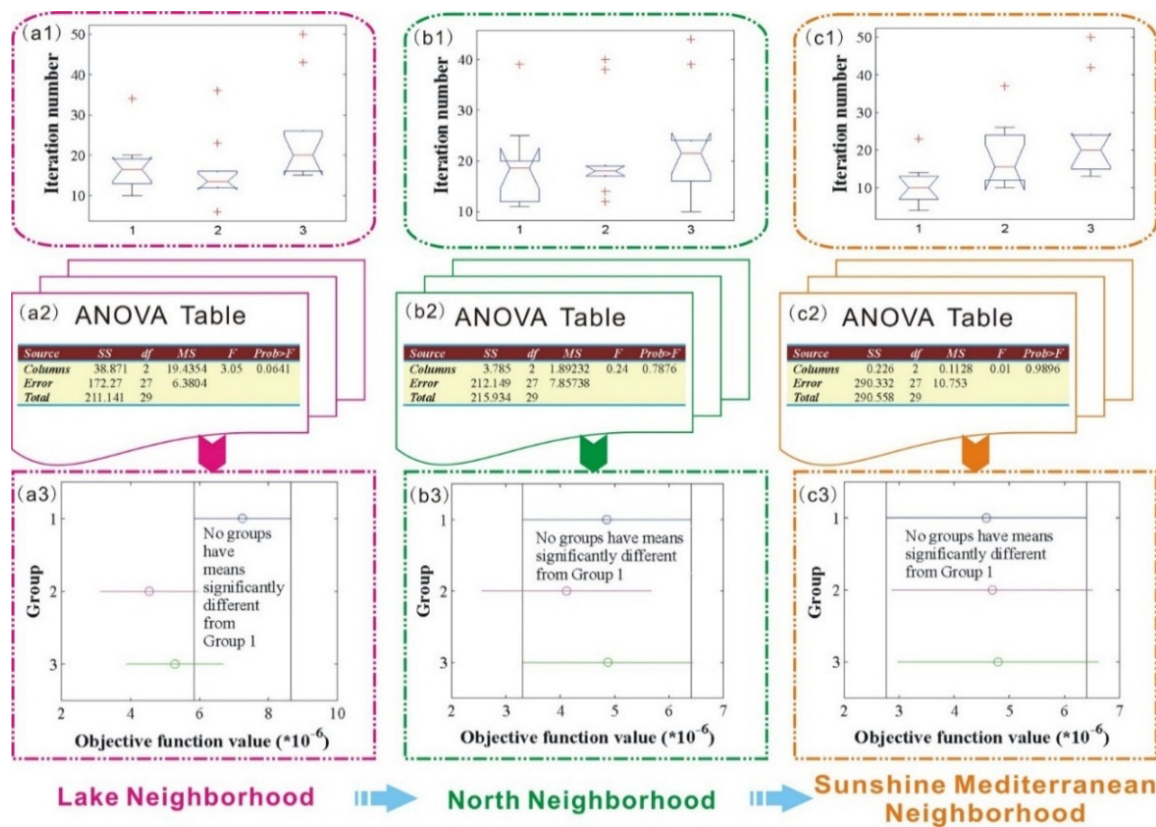 (a1)
50
40
30
20
10
Iteration number
1 2 3
(b1)
40
30
20
10
Iteration number
1 2 3
(c1)
50
40
30
20
10
Iteration number
1 2 3
(a2) ANOVA Table
Source SS df MS F Prob>F
Columns 38.871 2 19.4354 3.05 0.0641
Error 172.27 27 6.3804
Total 211.141 29
(b2) ANOVA Table
Source SS df MS F Prob>F
Columns 3.785 2 1.89232 0.24 0.7876
Error 212.149 27 7.85738
Total 215.934 29
(c2) ANOVA Table
Source SS df MS F Prob>F
Columns 0.226 2 0.1128 0.01 0.9896
Error 290.332 27 10.753
Total 290.558 29
(a3)
Group
1
2
3
No groups
have
means
significantly
different
from
Group 1
2 4 6 8 10
Objective function value (*10-6)
(b3)
Group
1
2
3
No groups have means
significantly different
from Group 1
2 3 4 5 6 7
Objective function value (*10-6)
(c3)
Group
1
2
3
No groups have means
significantly different
from Group 1
2 3 4 5 6 7
Objective function value (*10-6)
Lake Neighborhood
North Neighborhood
Sunshine Mediterranean
Neighborhood